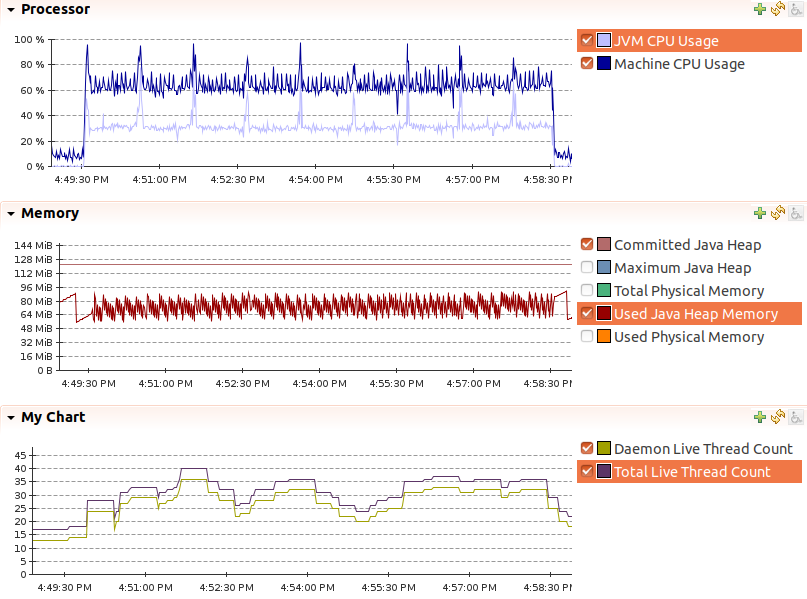 Processor
100 %
80 %
60 %
40 %
20 %
0 %
4:49:30 PM 4:51:00 PM 4:52:30 PM 4:54:00 PM 4:55:30 PM 4:57:00 PM 4:58:30 PM
JVM CPU Usage
Machine CPU Usage
Memory
144 MiB
128 MiB
112 MiB
96 MiB
80 MiB
64 MiB
48 MiB
32 MiB
16 MiB
0 B
4:49:30 PM 4:51:00 PM 4:52:30 PM 4:54:00 PM 4:55:30 PM 4:57:00 PM 4:58:30 PM
Committed Java Heap
Maximum Java Heap
Total Physical Memory
Used Java Heap Memory
Used Physical Memory
My Chart
45
40
35
30
25
20
15
10
5
0
4:49:30 PM 4:51:00 PM 4:52:30 PM 4:54:00 PM 4:55:30 PM 4:57:00 PM 4:58:30 PM
Daemon Live Thread Count
Total Live Thread Count